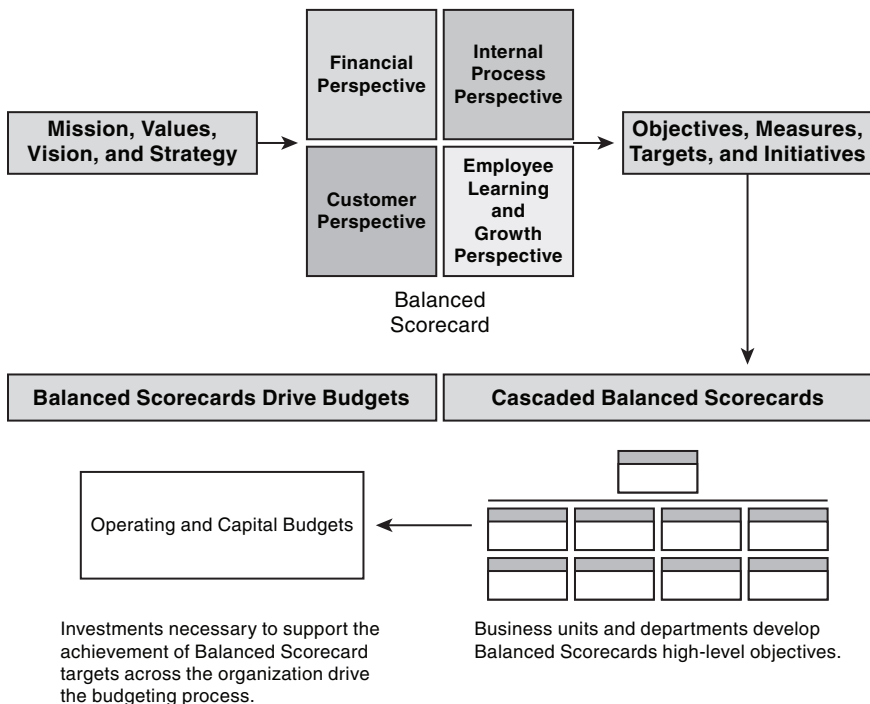 Mission, Values,
Vision, and Strategy
Financial
Perspective
Internal
Process
Perspective
Customer
Perspective
Employee
Learning
and
Growth
Perspective
Balanced
Scorecard
Objectives, Measures,
Targets, and Initiatives
Balanced Scorecards Drive Budgets
Cascaded Balanced Scorecards
Operating and Capital Budgets
Investments necessary to support the
achievement of Balanced Scorecard
targets across the organization drive
the budgeting process.
Business units and departments develop
Balanced Scorecards high-level objectives.